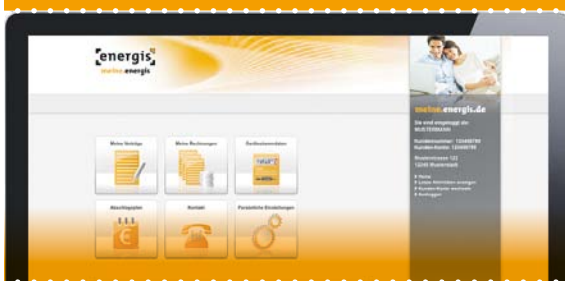 energis
meine.energis
meine.energis.de
Sie sind eingeloggt als:
MUSTERMANN
Kundennummer: 123456789
Kunden-Konto: 123456789
Musterstrasse 123
12345 Musterstadt
Home
Letzte Aktivitäten anzeigen
Kunden-Konto wechseln
Ausloggen
Meine Verträge
Meine Rechnungen
Zählerstand
Abschlagsplan
Kontakt
Persönliche Einstellungen